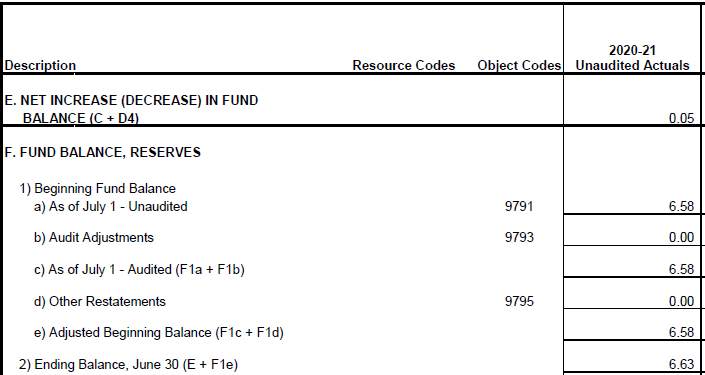 2020-21
Description Resource Codes Object Codes Unaudited Actuals
E. NET INCREASE (DECREASE) IN FUND
BALANCE (C + D4) 0.05
F. FUND BALANCE, RESERVES
1) Beginning Fund Balance
a) As of July 1 - Unaudited 9791 6.58
b) Audit Adjustments 9793 0.00
c) As of July 1 - Audited (F1a + F1b) 6.58
d) Other Restatements 9795 0.00
e) Adjusted Beginning Balance (F1c + F1d) 6.58
2) Ending Balance, June 30 (E + F1e) 6.63